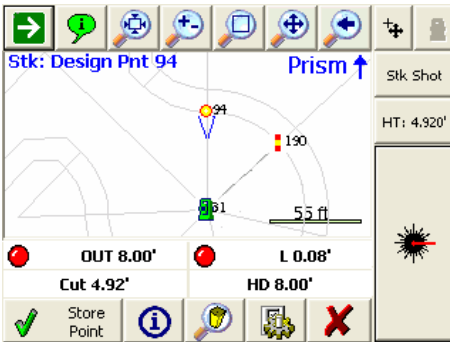 Stk: Design Pnt 94
Prism
Stk Shot
94
HT: 4.920'
190
31
55 ft
OUT 8.00'
L 0.08'
Cut 4.92'
HD 8.00'
Store
Point